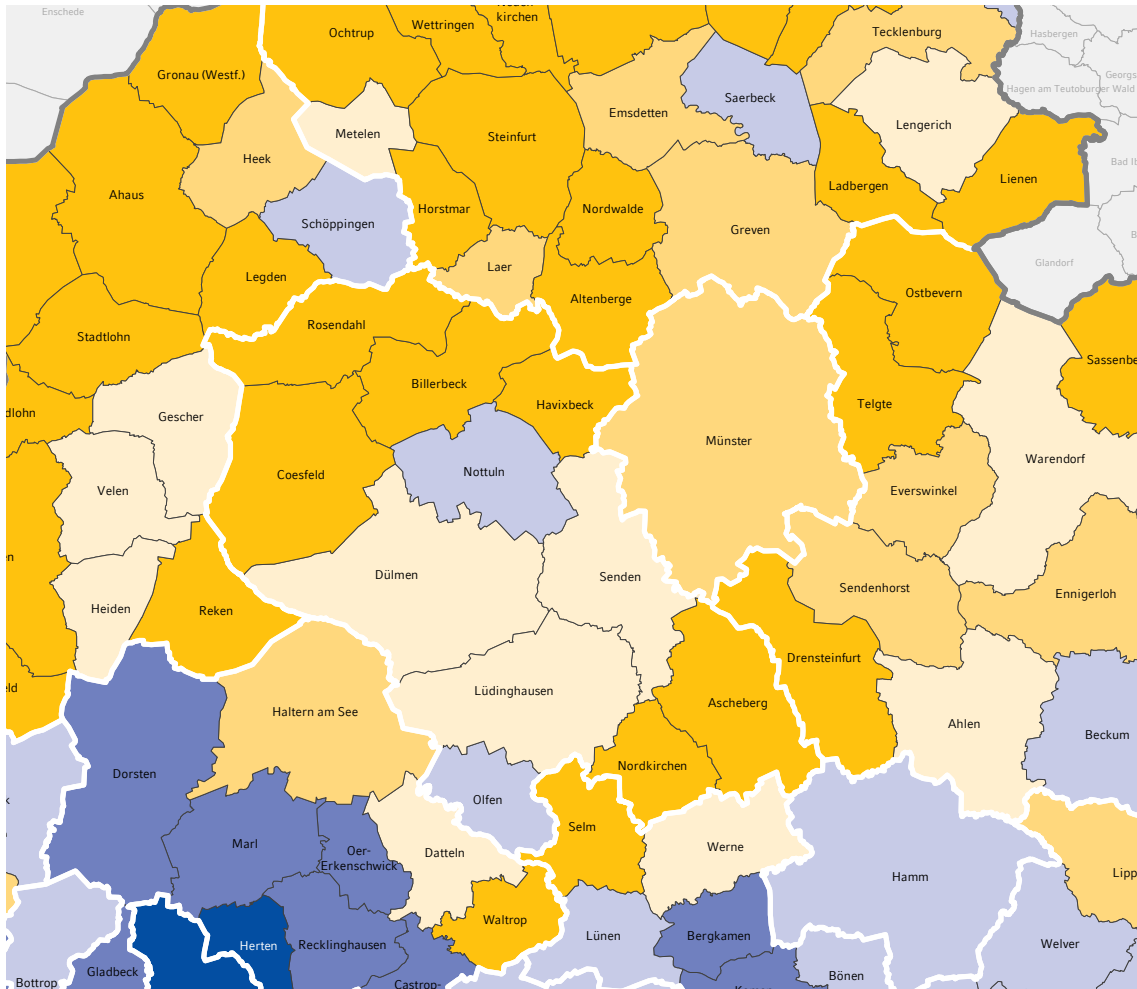 Enschede
Ochtrup
Wettringen
kirchen
Tecklenburg
Hasbergen
Gronau (Westf.)
Georgs
Hagen am Teutoburger Wald
Saerbeck
Emsdetten
Lengerich
Metelen
Steinfurt
Heek
Bad Ib
Ahaus
Ladbergen
Lienen
Schöppingen
Horstmar
Nordwalde
Greven
B
Glandorf
Laer
Legden
Altenberge
Ostbevern
Rosendahl
Stadtlohn
Sassenbe
Billerbeck
Havixbeck
Telgte
dlohn
Gescher
Münster
Warendorf
Coesfeld
Nottuln
Velen
Everswinkel
en
Dülmen
Senden
Sendenhorst
Ennigerloh
Heiden
Reken
Drensteinfurt
eld
Lüdinghausen
Ascheberg
Haltern am See
Ahlen
Beckum
Dorsten
Nordkirchen
k
Olfen
Selm
Marl
Oer-
Erkenschwick
Datteln
Werne
Hamm
Lipp
Waltrop
Herten
Recklinghausen
Lünen
Bergkamen
Welver
Gladbeck
Bönen
Bottrop
Castrop-